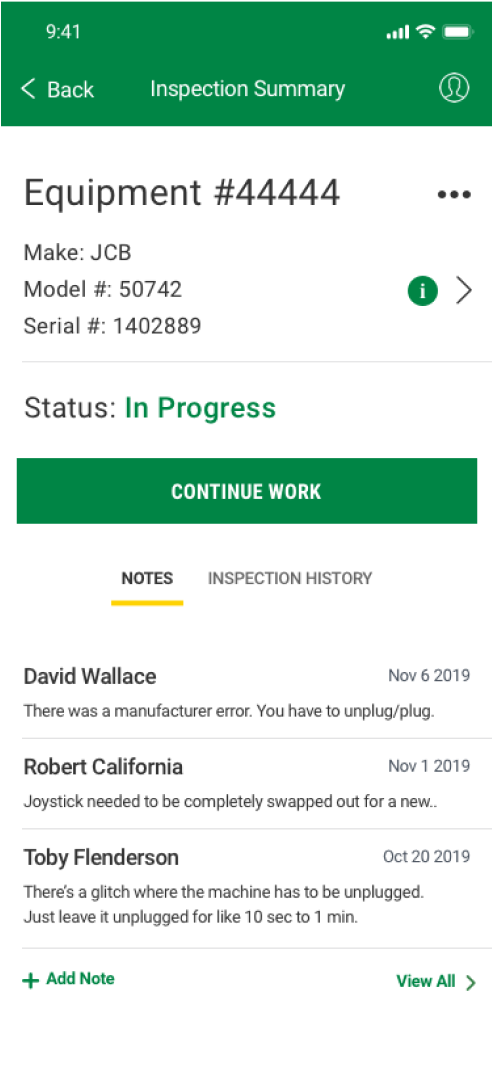 9:41
Back
Inspection Summary
Equipment #44444
Make: JCB
Model #: 50742
i
Serial #: 1402889
Status: In Progress
CONTINUE WORK
NOTES
INSPECTION HISTORY
David Wallace
Nov 6 2019
There was a manufacturer error. You have to unplug/plug.
Robert California
Nov 1 2019
Joystick needed to be completely swapped out for a new..
Toby Flenderson
Oct 20 2019
There's a glitch where the machine has to be unplugged.
Just leave it unplugged for like 10 sec to 1 min.
+ Add Note
View All